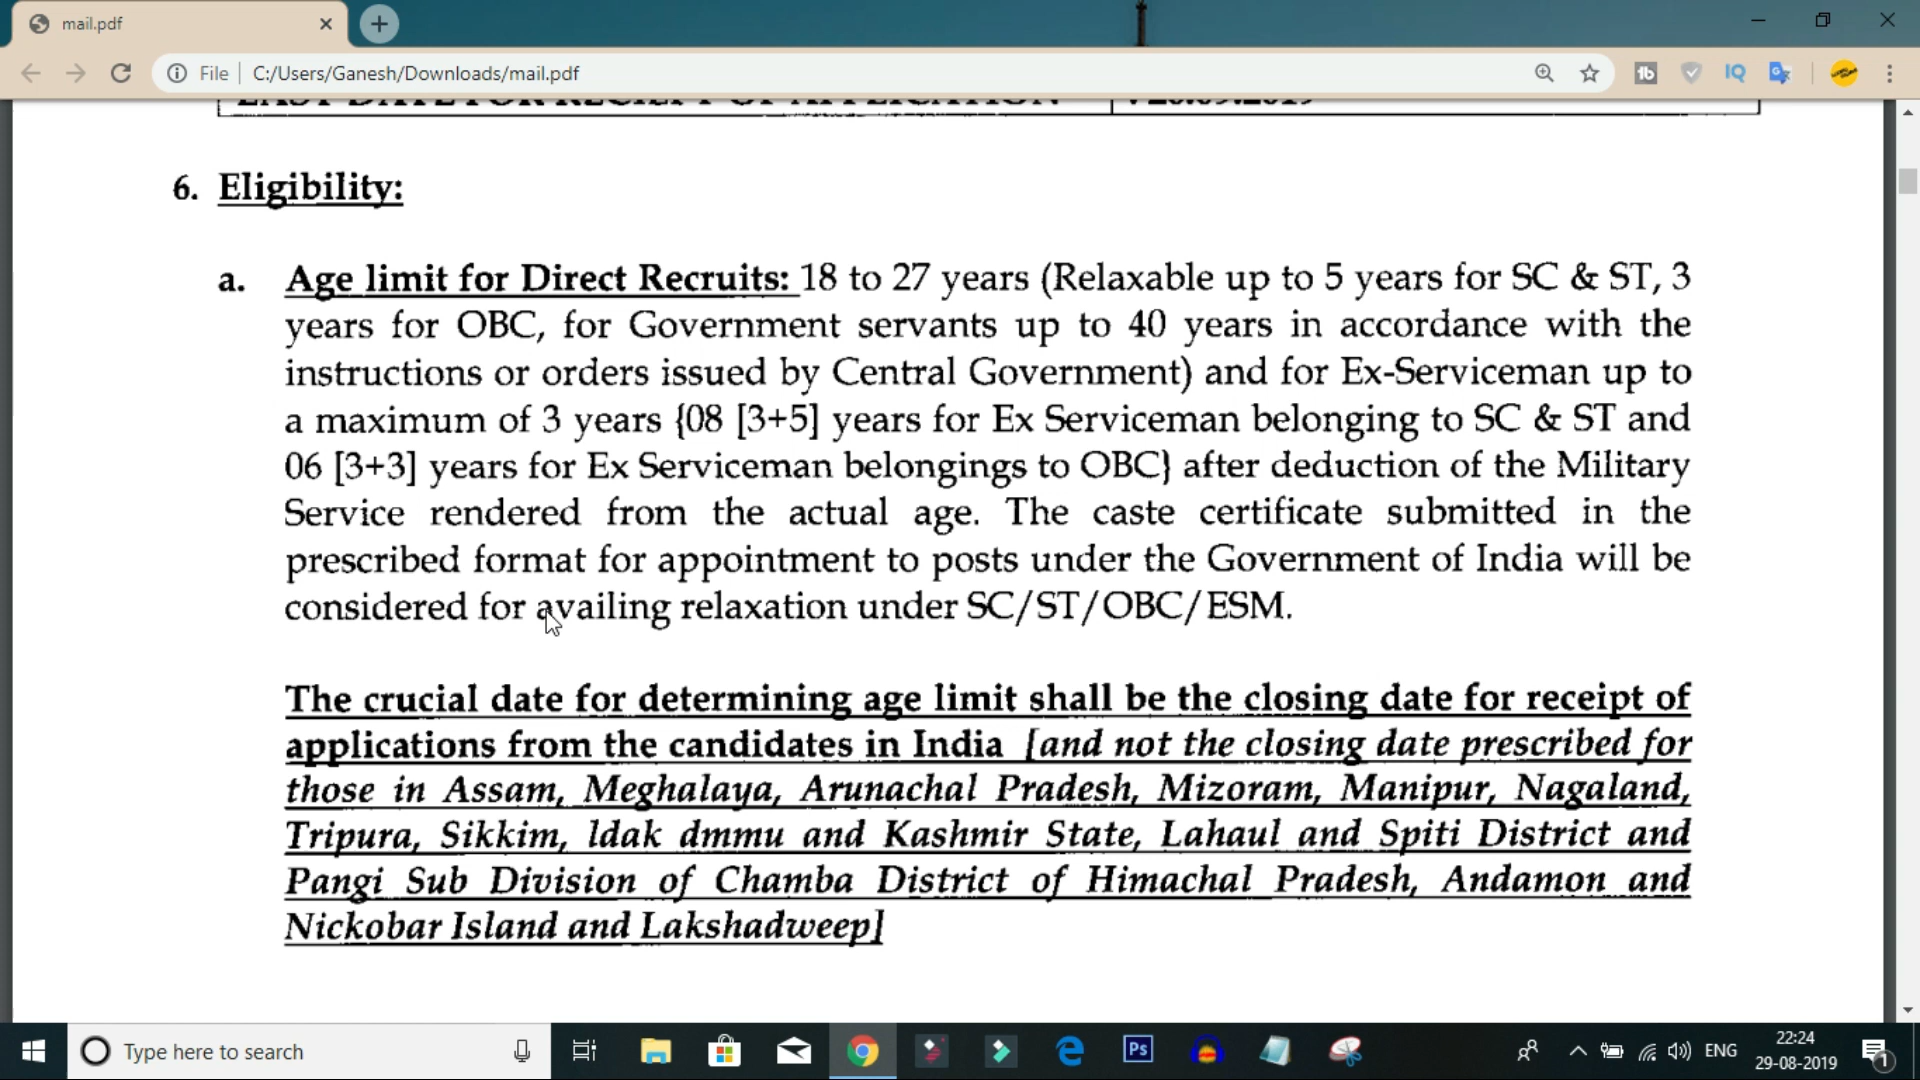 mail.pdf
File C:/Users/Ganesh/Downloads/mail.pdf
LAST DATE FOR RECIEPT OF APPLICATION
6. Eligibility:
a. Age limit for Direct Recruits: 18 to 27 years (Relaxable up to 5 years for SC & ST, 3
years for OBC, for Government servants up to 40 years in accordance with the
instructions or orders issued by Central Government) and for Ex-Serviceman up to
a maximum of 3 years {08 [3+5] years for Ex Serviceman belonging to SC & ST and
06 [3+3] years for Ex Serviceman belongings to OBC} after deduction of the Military
Service rendered from the actual age. The caste certificate submitted in the
prescribed format for appointment to posts under the Government of India will be
considered for availing relaxation under SC/ST/OBC/ESM.
The crucial date for determining age limit shall be the closing date for receipt of
applications from the candidates in India [and not the closing date prescribed for
those in Assam, Meghalaya, Arunachal Pradesh, Mizoram, Manipur, Nagaland,
Tripura, Sikkim, ldak dmmu and Kashmir State, Lahaul and Spiti District and
Pangi Sub Division of Chamba District of Himachal Pradesh, Andamon and
Nickobar Island and Lakshadweep]
Type here to search
Ps
ENG
22:24
29-08-2019
1